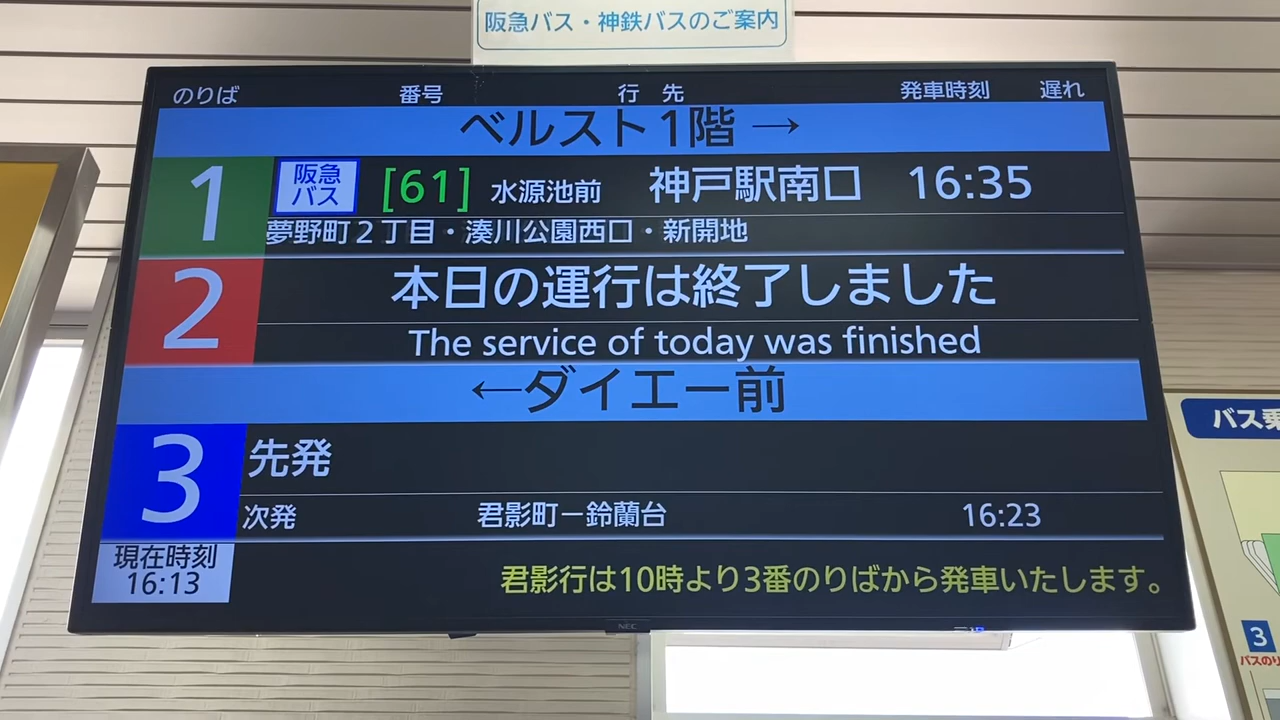 阪急バス・神鉄バスのご案内
のりば 番号 行先 発車時刻 遅れ
ベルスト1階→
1 阪急バス [61] 水源池前 神戸駅南口 16:35
夢野町2丁目・湊川公園西口・新開地
2 本日の運行は終了しました
The service of today was finished
←ダイエー前
3 先発
次発 君影町ー鈴蘭台 16:23
現在時刻
16:13
君影行は10時より3番のりばから発車いたします。
NEC
バス乗
3
バスのり